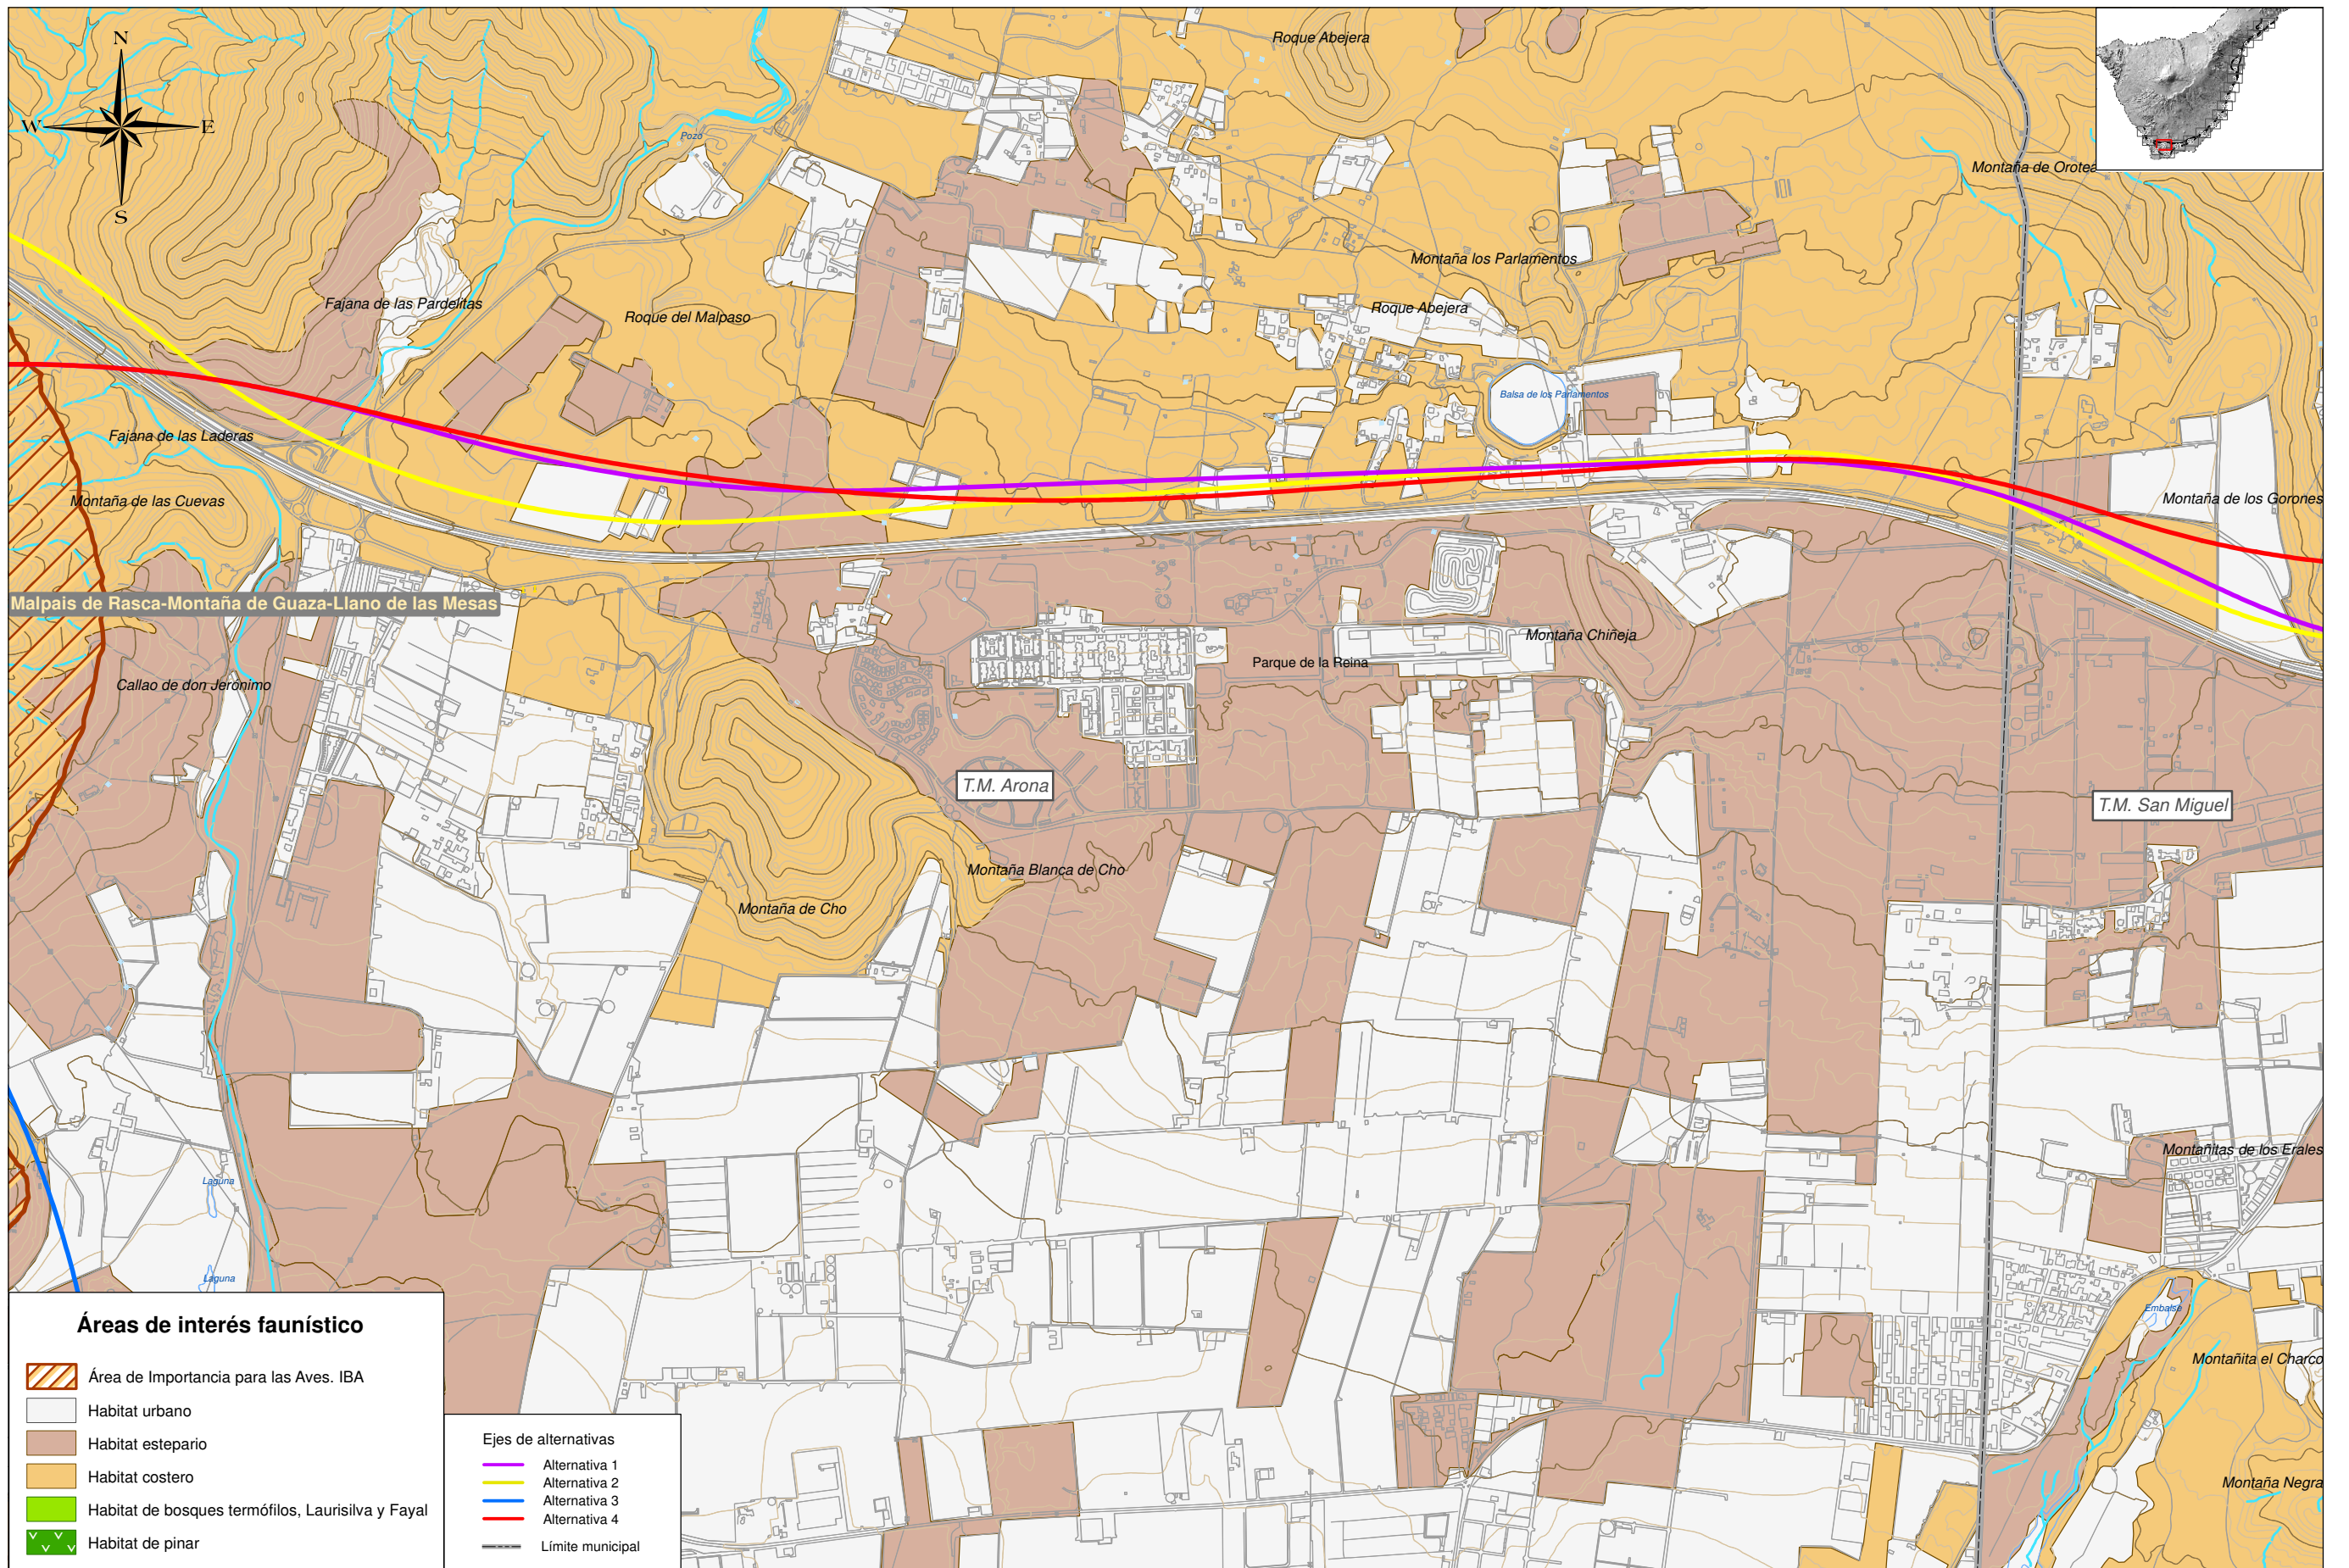 N
W
E
S
Roque Abejera
Pozo
Montaña de Orotea
Montaña los Parlamentos
Fajana de las Pardelitas
Roque del Malpaso
Roque Abejera
Balsa de los Parlamentos
Fajana de las Laderas
Montaña de las Cuevas
Montaña de los Gorones
Malpais de Rasca-Montaña de Guaza-Llano de las Mesas
Montaña Chiñeja
Parque de la Reina
Callao de don Jerónimo
T.M. Arona
T.M. San Miguel
Montaña Blanca de Cho
Montaña de Cho
Montañitas de los Erales
Laguna
Laguna
Embalse
Montañita el Charco
Montaña Negra
Áreas de interés faunístico
Área de Importancia para las Aves. IBA
Habitat urbano
Habitat estepario
Habitat costero
Habitat de bosques termófilos, Laurisilva y Fayal
Habitat de pinar
Ejes de alternativas
Alternativa 1
Alternativa 2
Alternativa 3
Alternativa 4
Límite municipal